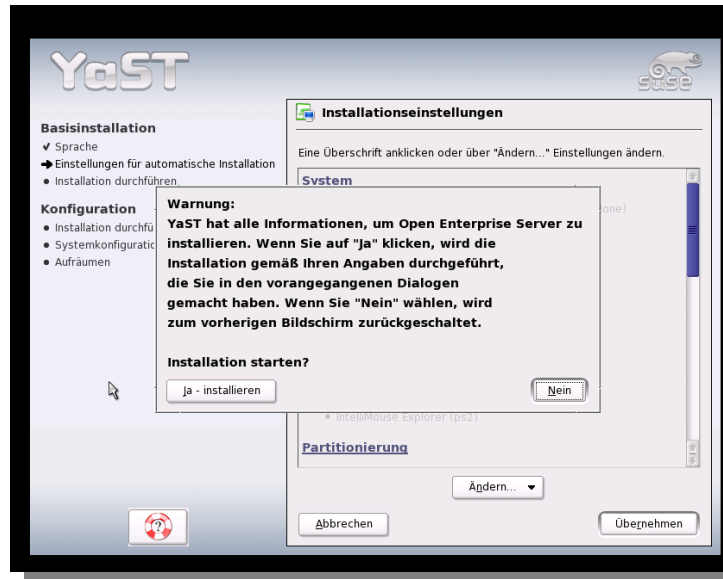 YaST
SUSE
Basisinstallation
Sprache
Einstellungen für automatische Installation
Installation durchführen
Konfiguration
Installation durchfü
Systemkonfiguratio
Aufräumen
Installationseinstellungen
Eine Überschrift anklicken oder über "Ändern..." Einstellungen ändern.
System
one)
Warnung:
YaST hat alle Informationen, um Open Enterprise Server zu
installieren. Wenn Sie auf "Ja" klicken, wird die
Installation gemäß Ihren Angaben durchgeführt,
die Sie in den vorangegangenen Dialogen
gemacht haben. Wenn Sie "Nein" wählen, wird
zum vorherigen Bildschirm zurückgeschaltet.
Installation starten?
Ja - installieren
Nein
IntelliMouse Explorer (ps2)
Partitionierung
Ändern...
Abbrechen
Übernehmen